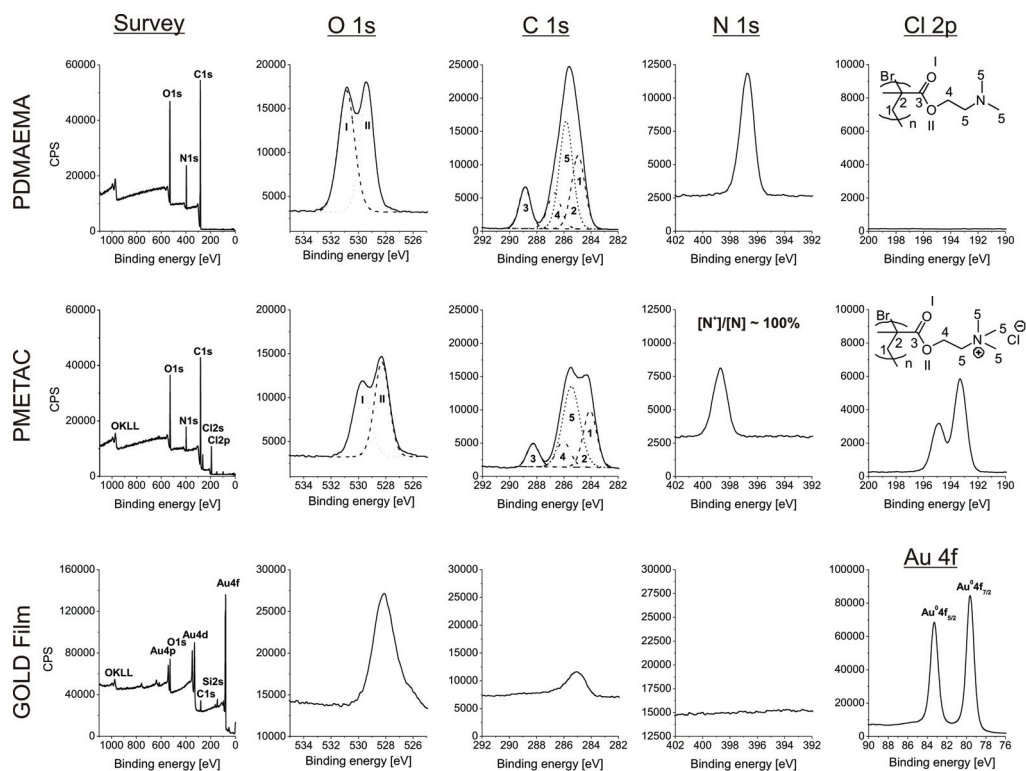 Survey
O 1s
C 1s
N 1s
Cl 2p
PDMAEMA
CPS
60000
40000
20000
0
O1s
C1s
N1s
1000 800 600 400 200 0
Binding energy [eV]
20000
15000
10000
5000
I
II
534 532 530 528 526
Binding energy [eV]
25000
20000
15000
10000
5000
0
3
4
5
2
1
292 290 288 286 284 282
Binding energy [eV]
12500
10000
7500
5000
2500
0
402 400 398 396 394 392
Binding energy [eV]
10000
8000
6000
4000
2000
0
Br
O
I
1
2
3
O
II
4
5
N
5
5
n
200 198 196 194 192 190
Binding energy [eV]
PMETAC
CPS
60000
40000
20000
0
OKLL
O1s
N1s
C1s
Cl2s
Cl2p
1000 800 600 400 200 0
Binding energy [eV]
20000
15000
10000
5000
I
II
534 532 530 528 526
Binding energy [eV]
25000
20000
15000
10000
5000
0
3
4
5
2
1
292 290 288 286 284 282
Binding energy [eV]
12500
10000
7500
5000
2500
0
[N⁺]/[N] ~ 100%
402 400 398 396 394 392
Binding energy [eV]
10000
8000
6000
4000
2000
0
Br
O
I
1
2
3
O
II
4
5
N
⊕
5
5
5
Cl
⊖
n
200 198 196 194 192 190
Binding energy [eV]
GOLD Film
CPS
160000
120000
80000
40000
0
OKLL
Au4p
O1s
Au4d
Si2s
C1s
Au4f
1000 800 600 400 200 0
Binding energy [eV]
30000
25000
20000
15000
10000
534 532 530 528 526
Binding energy [eV]
30000
25000
20000
15000
10000
5000
0
292 290 288 286 284 282
Binding energy [eV]
30000
27500
25000
22500
20000
17500
15000
12500
402 400 398 396 394 392
Binding energy [eV]
Au 4f
100000
80000
60000
40000
20000
0
Au⁰4f5/2
Au⁰4f7/2
90 88 86 84 82 80 78 76
Binding energy [eV]